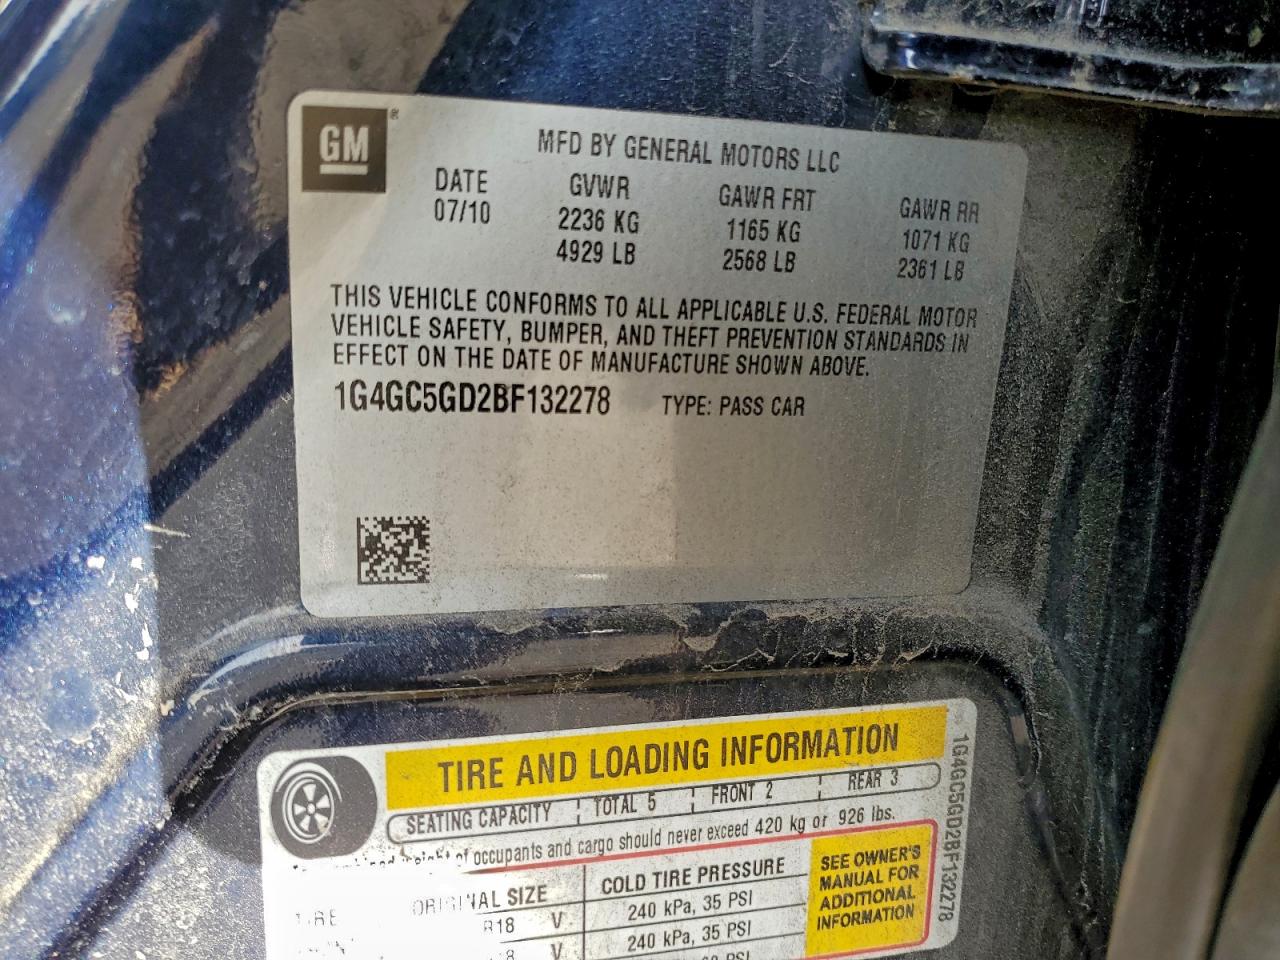 GM®
MFD BY GENERAL MOTORS LLC
DATE GVWR GAWR FRT GAWR RR
07/10 2236 KG 1165 KG 1071 KG
4929 LB 2568 LB 2361 LB
THIS VEHICLE CONFORMS TO ALL APPLICABLE U.S. FEDERAL MOTOR
VEHICLE SAFETY, BUMPER, AND THEFT PREVENTION STANDARDS IN
EFFECT ON THE DATE OF MANUFACTURE SHOWN ABOVE.
1G4GC5GD2BF132278 TYPE: PASS CAR
TIRE AND LOADING INFORMATION
SEATING CAPACITY TOTAL 5 FRONT 2 REAR 3
weight of occupants and cargo should never exceed 420 kg or 926 lbs.
ORIGINAL SIZE COLD TIRE PRESSURE
R18 V 240 kPa, 35 PSI
V 240 kPa, 35 PSI
PSI
SEE OWNER'S
MANUAL FOR
ADDITIONAL
INFORMATION
1G4GC5GD2BF132278